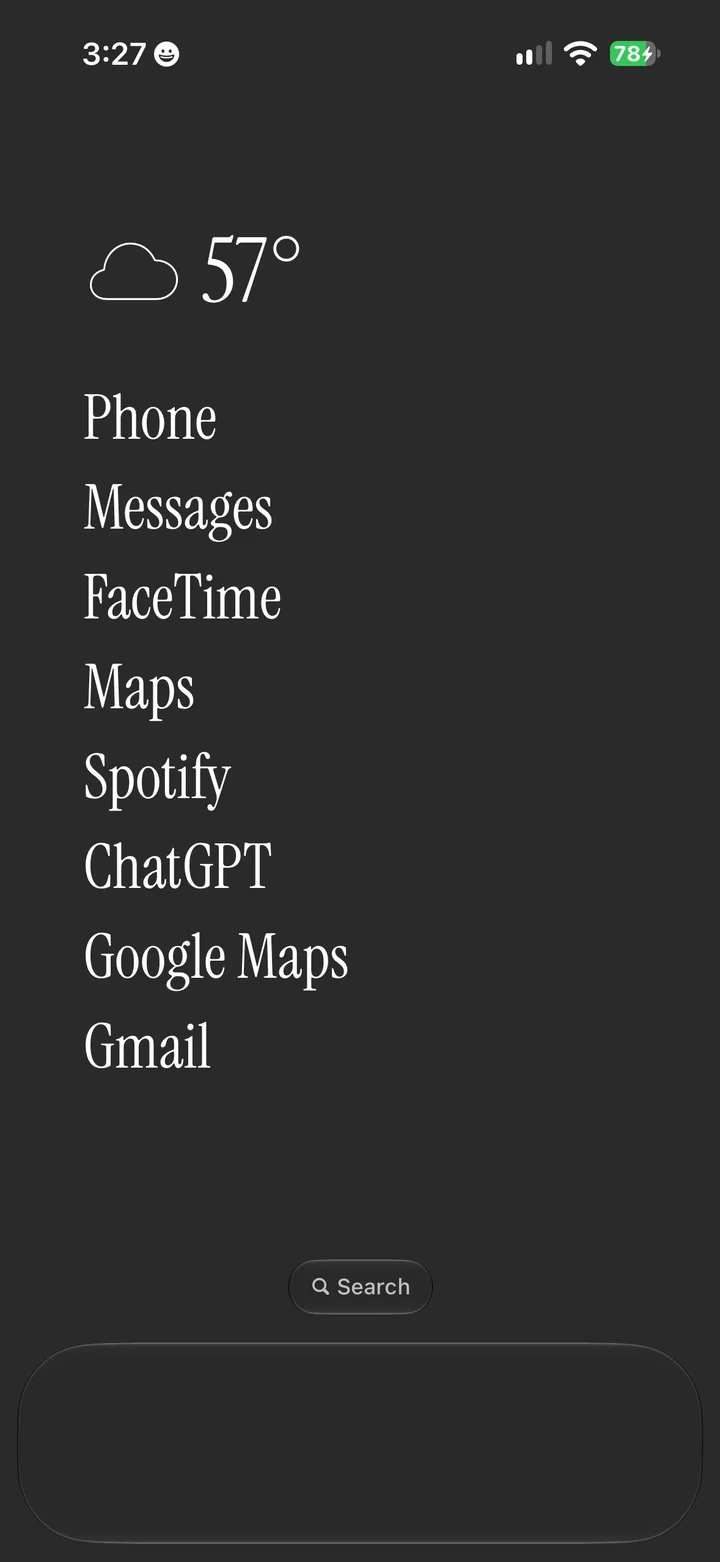 3:27
78
57°
Phone
Messages
FaceTime
Maps
Spotify
ChatGPT
Google Maps
Gmail
Search